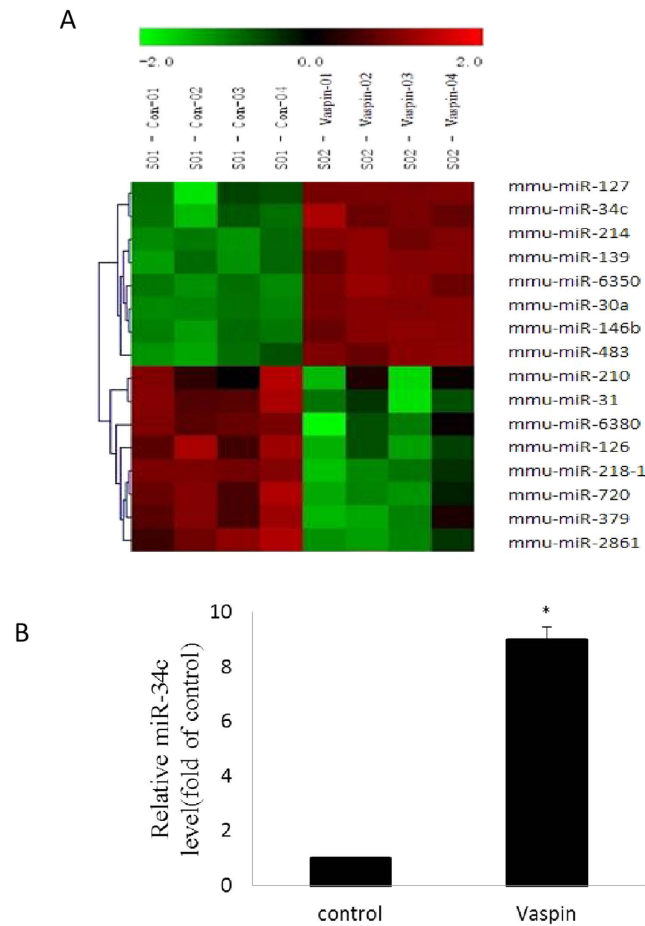 A
-2.0 0.0 2.0
S01 = Con-01
S01 = Con-02
S01 = Con-03
S01 = Con-04
S02 = Vaspin-01
S02 = Vaspin-02
S02 = Vaspin-03
S02 = Vaspin-04
mmu-miR-127
mmu-miR-34c
mmu-miR-214
mmu-miR-139
mmu-miR-6350
mmu-miR-30a
mmu-miR-146b
mmu-miR-483
mmu-miR-210
mmu-miR-31
mmu-miR-6380
mmu-miR-126
mmu-miR-218-1
mmu-miR-720
mmu-miR-379
mmu-miR-2861
B
Relative miR-34c
level(fold of control)
10
8
6
4
2
0
*
control Vaspin